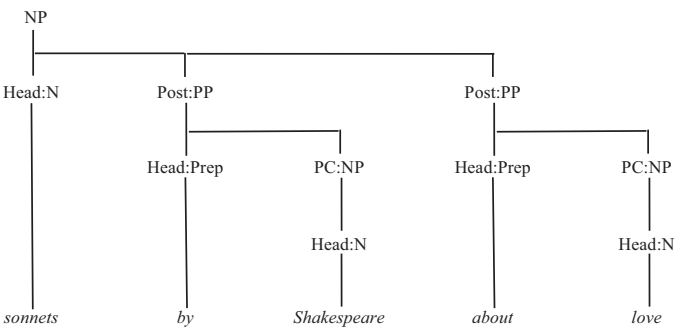 NP
Head:N Post:PP Post:PP
Head:Prep PC:NP Head:Prep PC:NP
Head:N Head:N
sonnets by Shakespeare about love